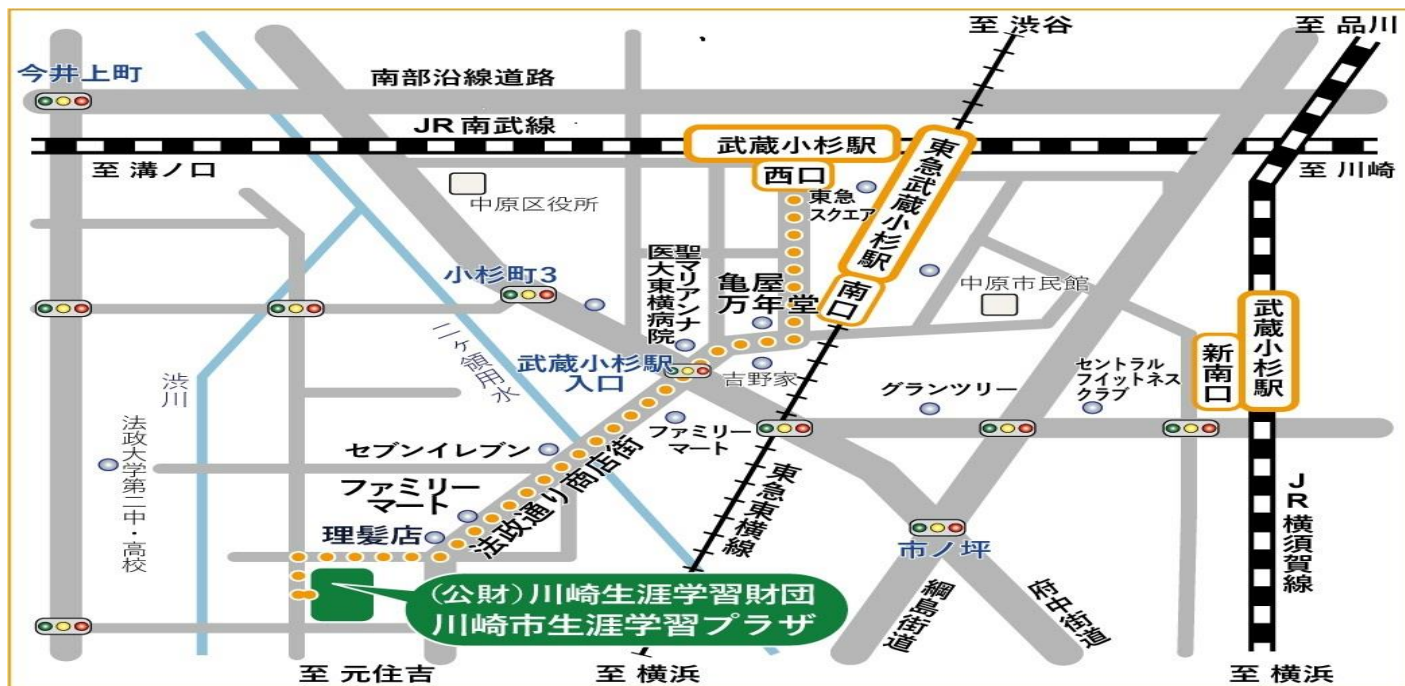 至 渋谷
至 品川
今井上町
南部沿線道路
JR南武線
武蔵小杉駅
西口
東急武蔵小杉駅
南口
至 溝ノ口
至 川崎
中原区役所
東急
スクエア
小杉町3
聖マリアンナ
医大東横病院
亀屋
万年堂
中原市民館
武蔵小杉駅
新南口
二ヶ領用水
武蔵小杉駅
入口
吉野家
グランツリー
セントラル
フイットネス
クラブ
渋川
法政大学第二中・高校
セブンイレブン
ファミリー
マート
ファミリー
マート
理髪店
法政通り商店街
東急東横線
JR横須賀線
市ノ坪
(公財)川崎生涯学習財団
川崎市生涯学習プラザ
綱島街道
府中街道
至 元住吉
至 横浜
至 横浜